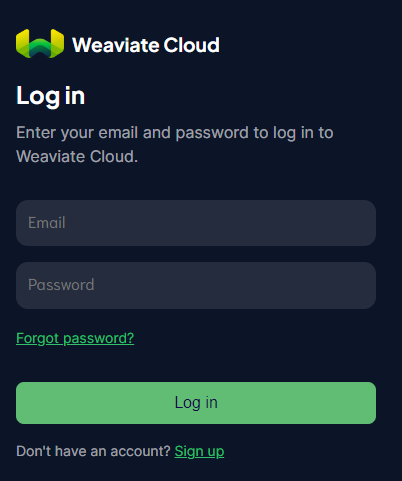 Weaviate Cloud
Log in
Enter your email and password to log in to
Weaviate Cloud.
Email
Password
Forgot password?
Log in
Don't have an account? Sign up